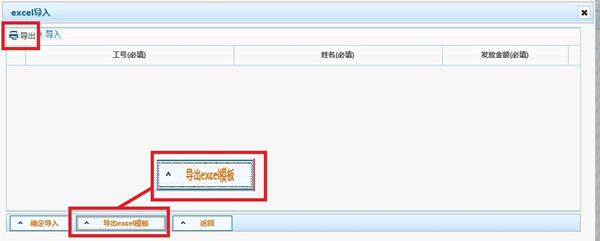 excel导入
导出 导入
工号(必填) 姓名(必填) 发放金额(必填)
导出excel模板
确定导入 导出excel模板 返回